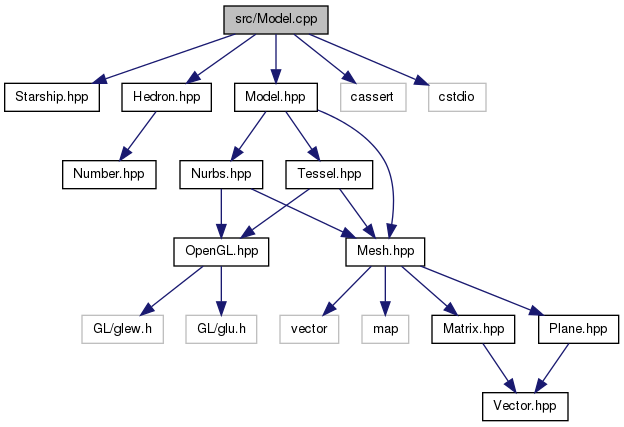 src/Model.cpp
Starship.hpp
Hedron.hpp
Model.hpp
cassert
cstdio
Number.hpp
Nurbs.hpp
Tessel.hpp
OpenGL.hpp
Mesh.hpp
GL/glew.h
GL/glu.h
vector
map
Matrix.hpp
Plane.hpp
Vector.hpp